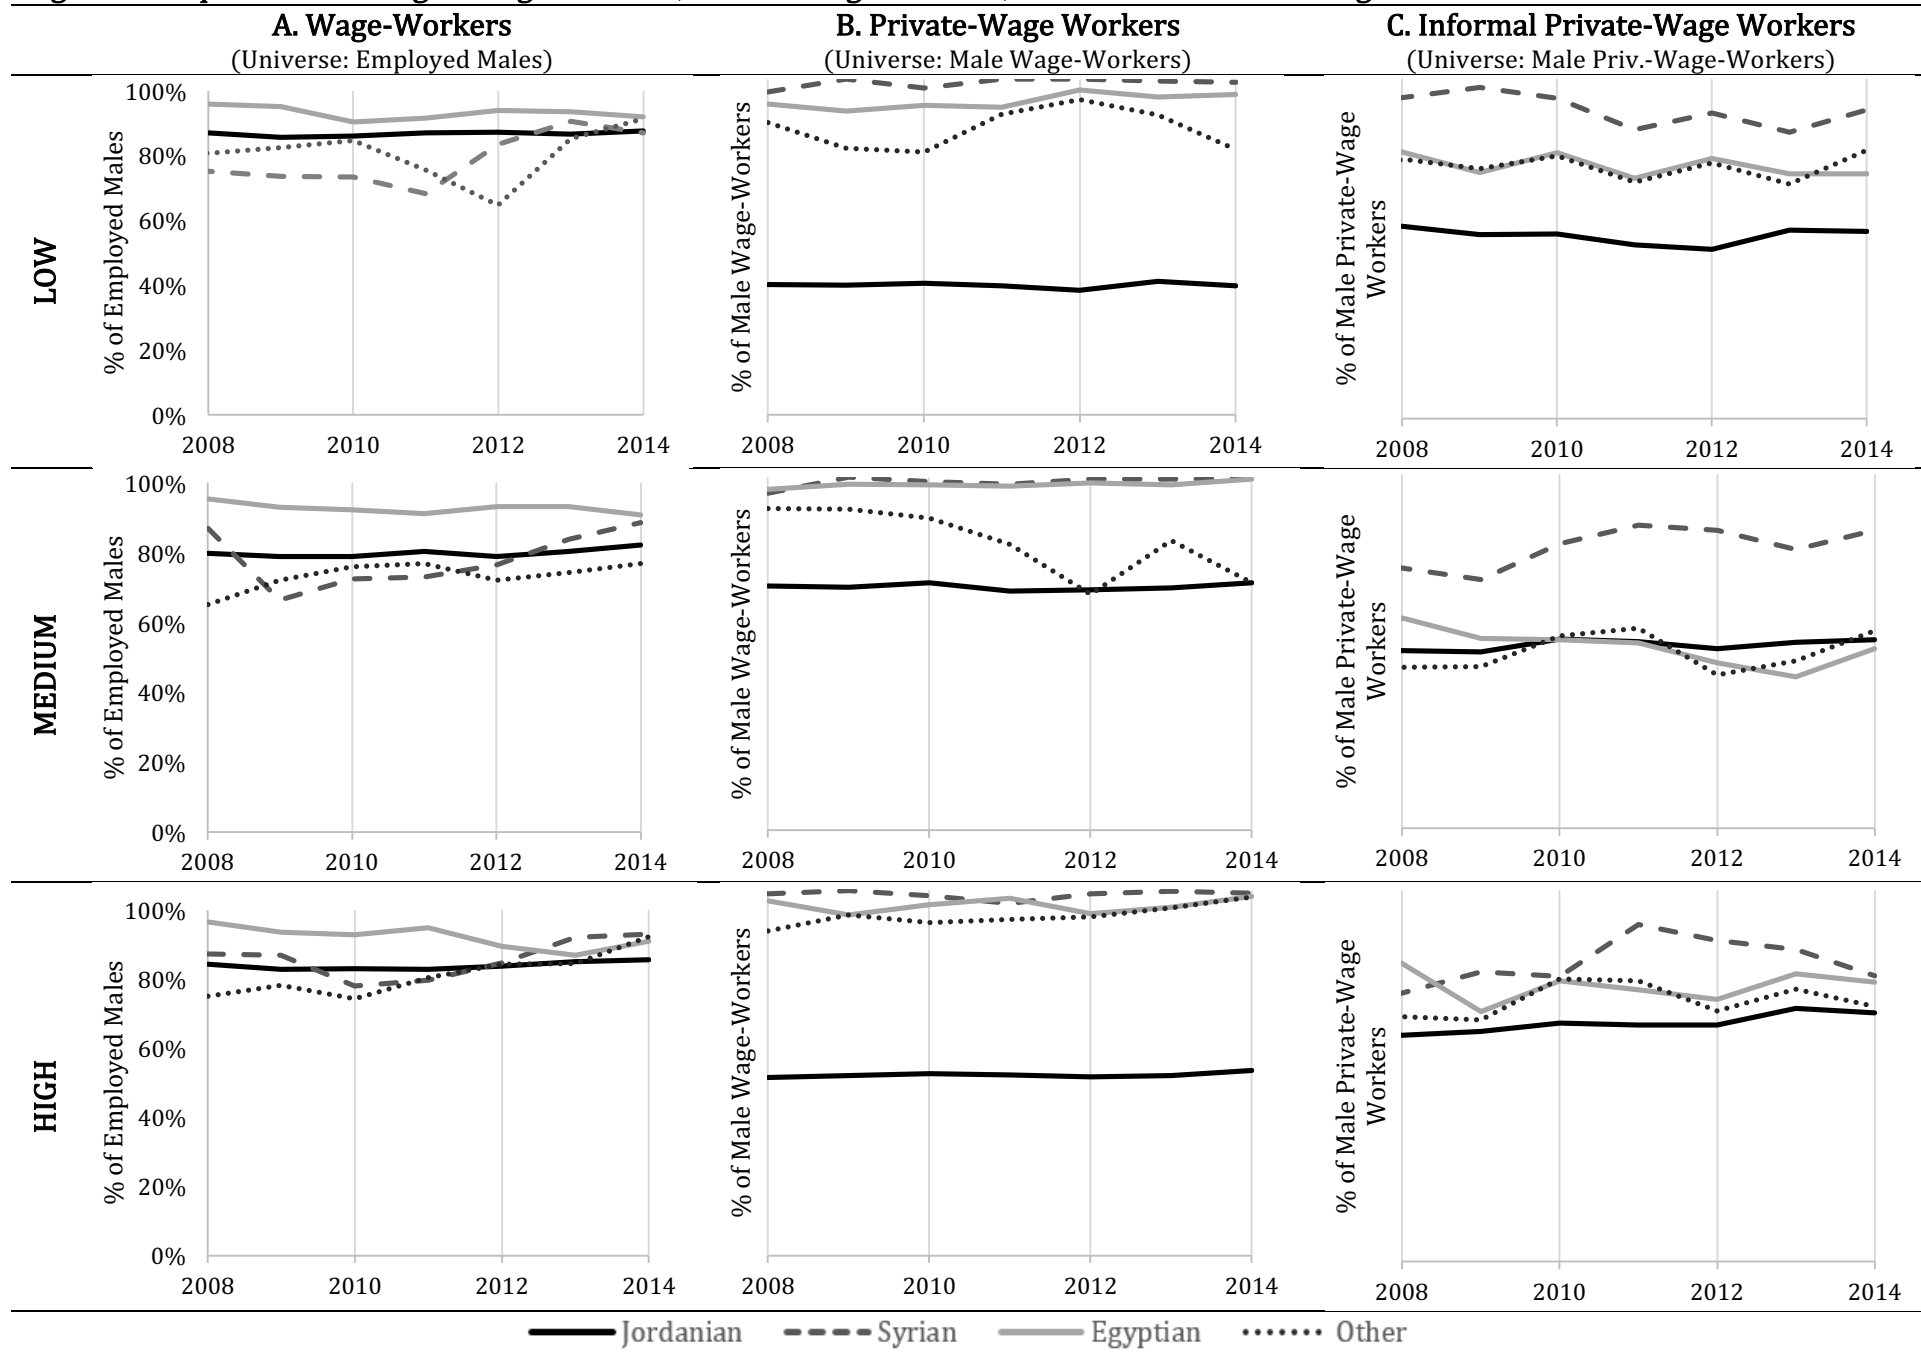 A. Wage-Workers
(Universe: Employed Males)
B. Private-Wage Workers
(Universe: Male Wage-Workers)
C. Informal Private-Wage Workers
(Universe: Male Priv.-Wage-Workers)
LOW
% of Employed Males
100%
80%
60%
40%
20%
0%
2008 2010 2012 2014
% of Male Wage-Workers
2008 2010 2012 2014
% of Male Private-Wage
Workers
2008 2010 2012 2014
MEDIUM
% of Employed Males
100%
80%
60%
40%
20%
0%
2008 2010 2012 2014
% of Male Wage-Workers
2008 2010 2012 2014
% of Male Private-Wage
Workers
2008 2010 2012 2014
HIGH
% of Employed Males
100%
80%
60%
40%
20%
0%
2008 2010 2012 2014
% of Male Wage-Workers
2008 2010 2012 2014
% of Male Private-Wage
Workers
2008 2010 2012 2014
Jordanian Syrian Egyptian Other